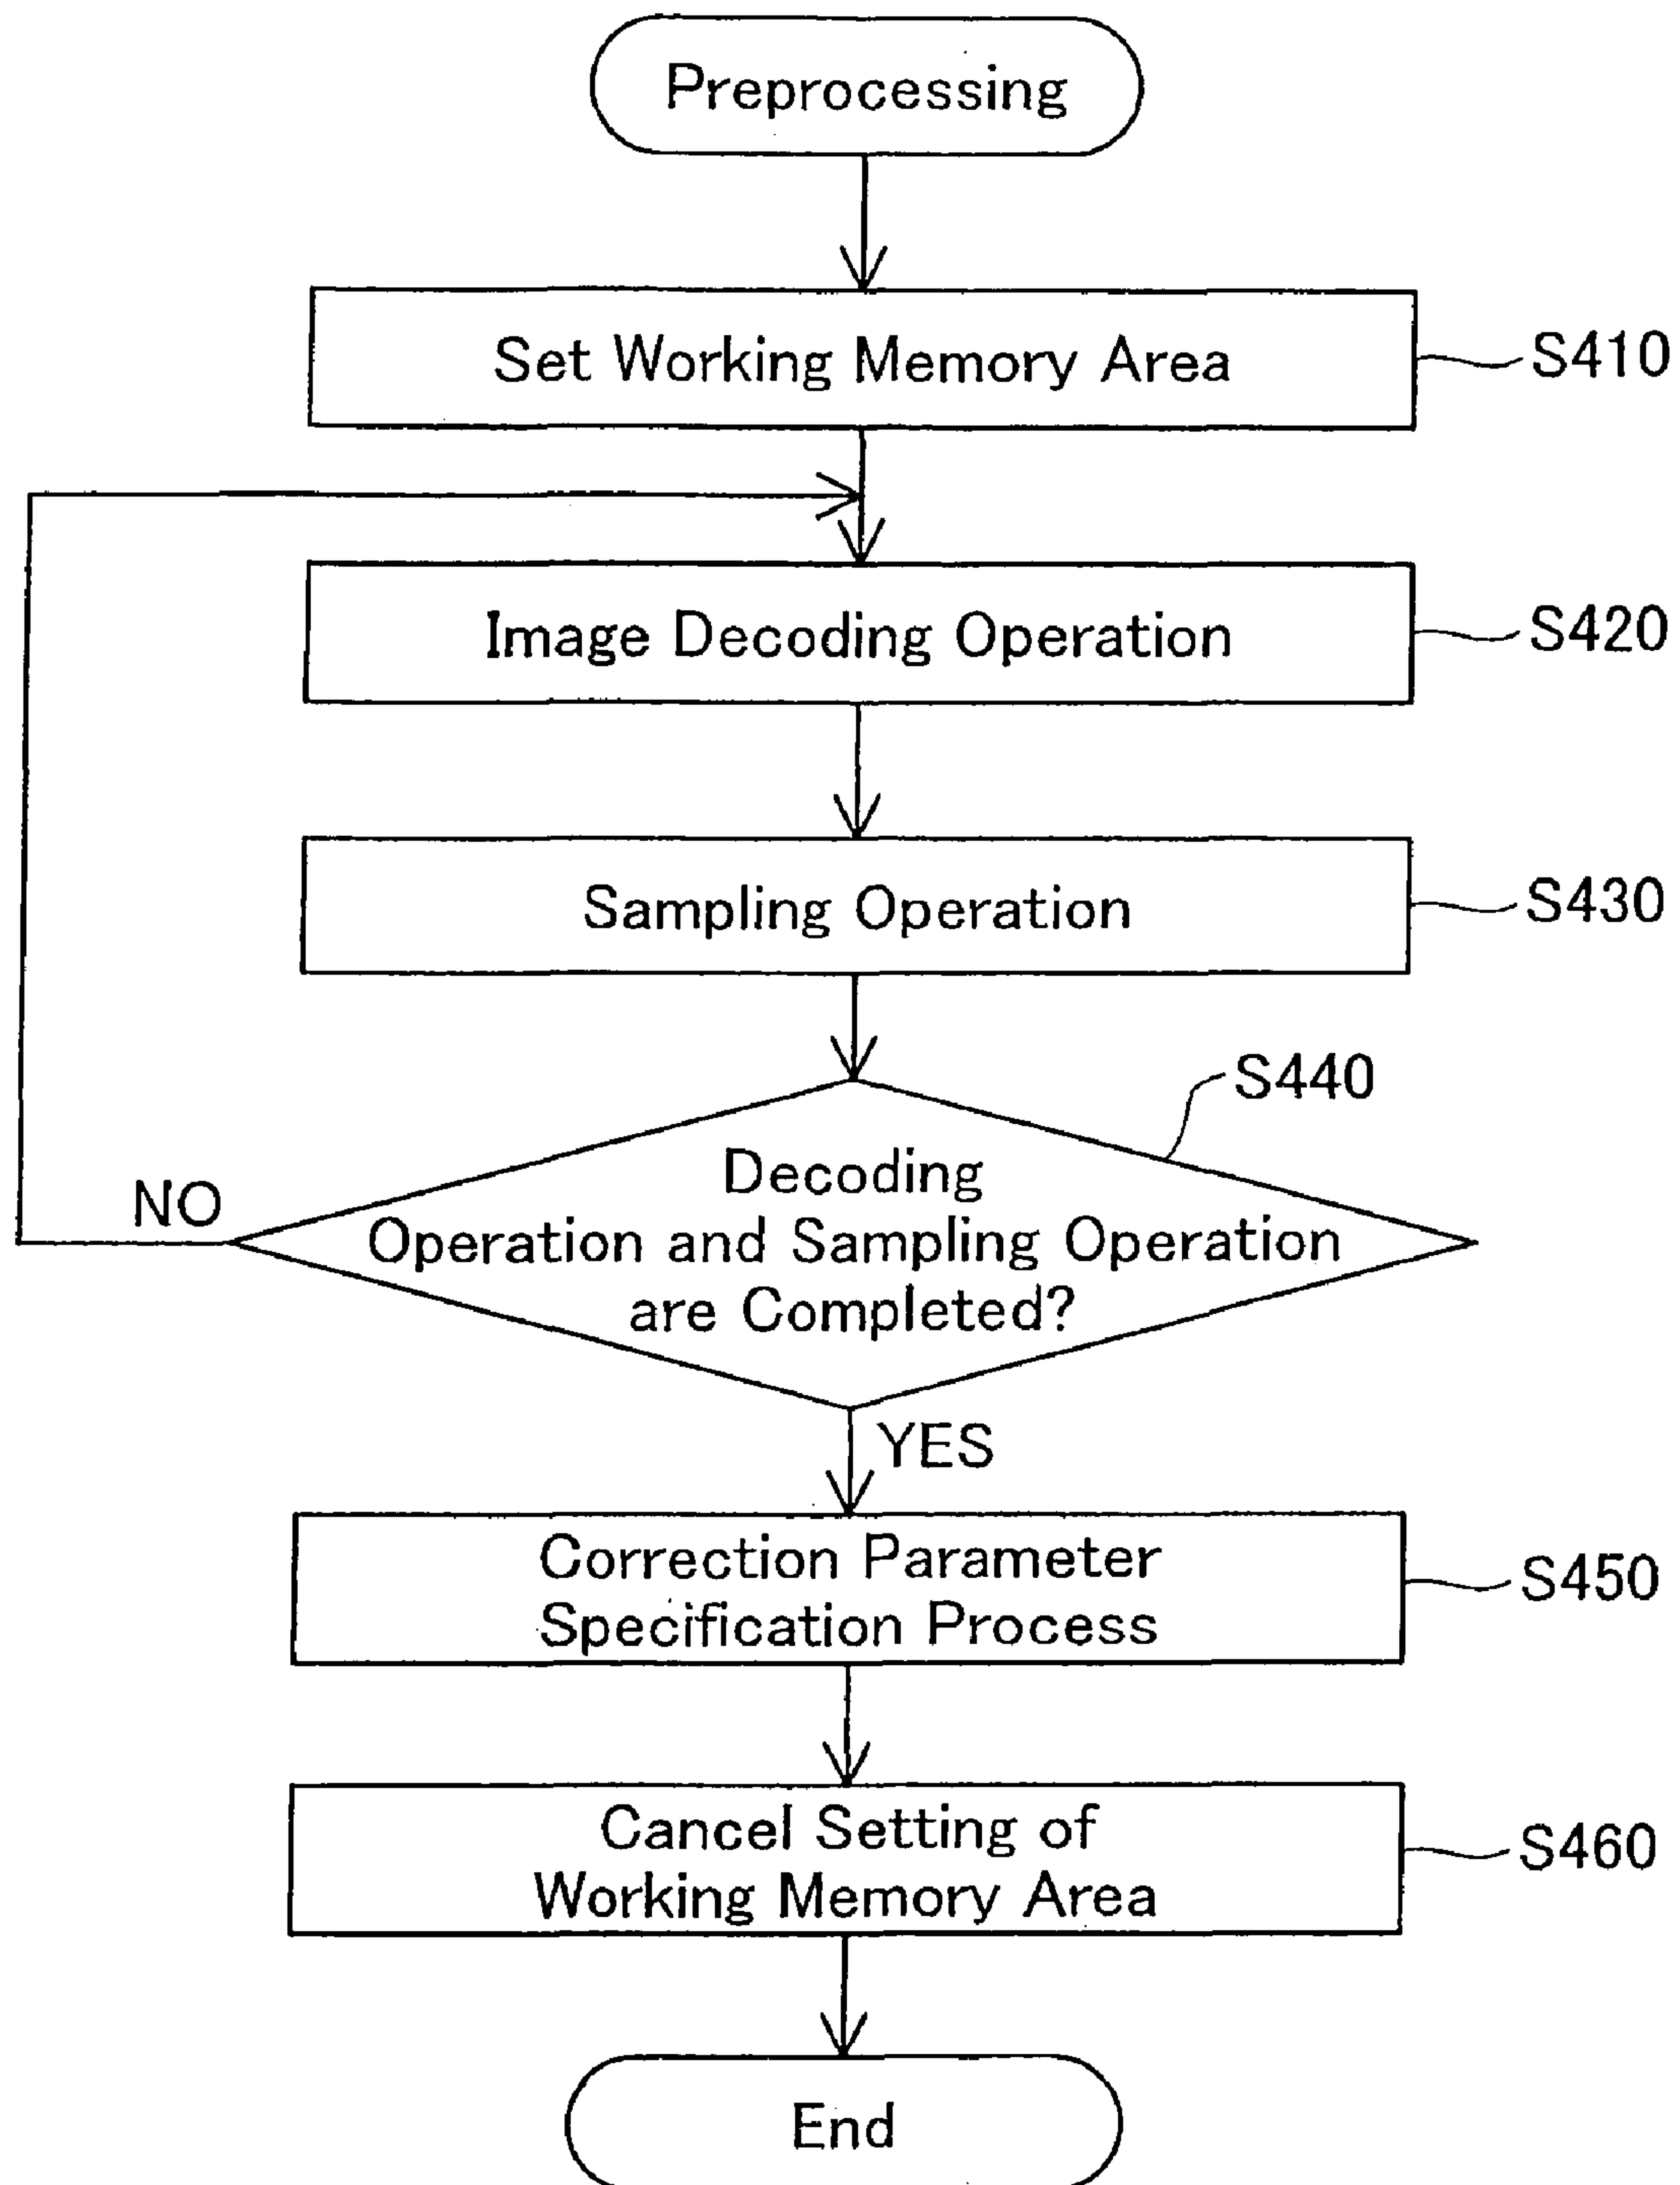 Preprocessing
Set Working Memory Area
S410
Image Decoding Operation
S420
Sampling Operation
S430
S440
Decoding
Operation and Sampling Operation
are Completed?
NO
YES
Correction Parameter
Specification Process
S450
Cancel Setting of
Working Memory Area
S460
End